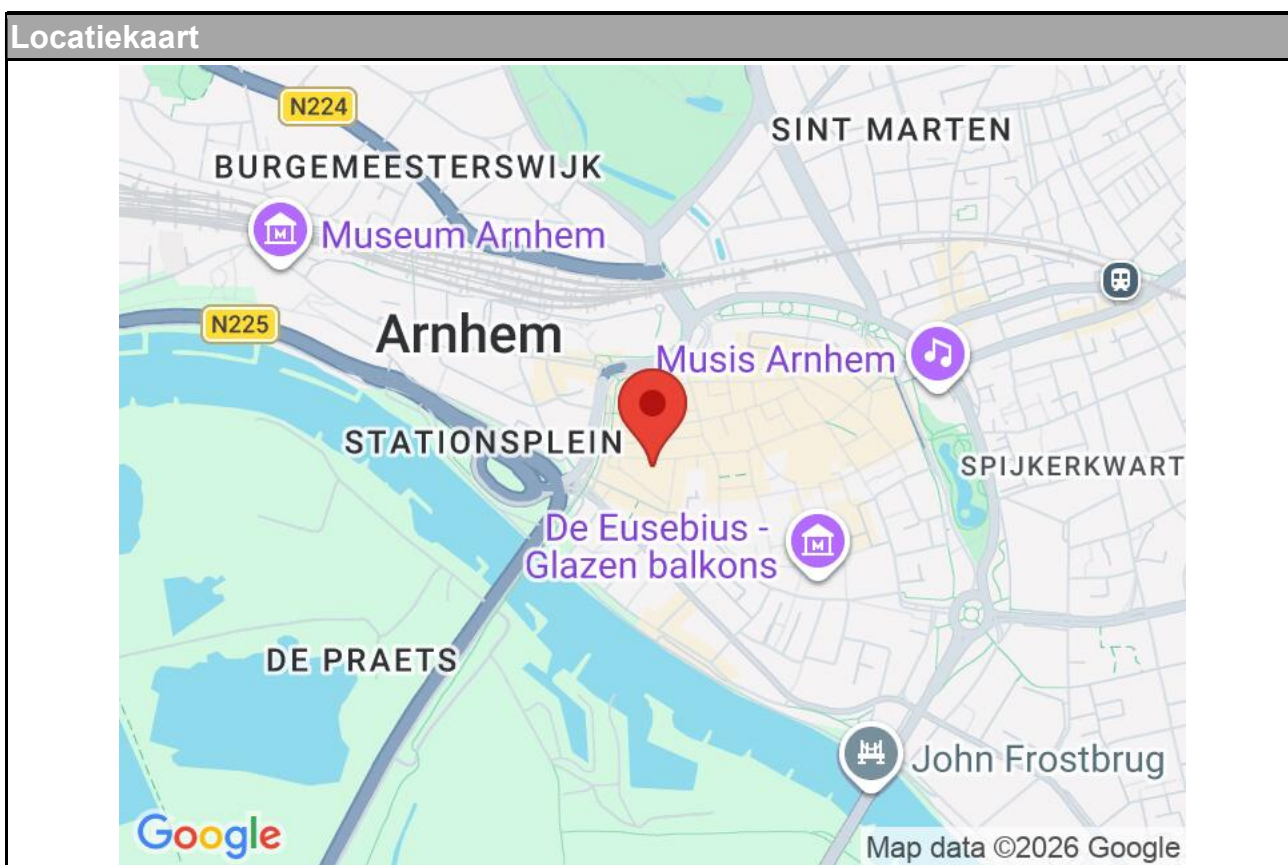 Locatiekaart
N224
SINT MARTEN
BURGEMEESTERSWIJK
Museum Arnhem
N225
Arnhem
Musis Arnhem
STATIONSPLEIN
SPIJKERKWART
De Eusebius -
Glazen balkons
DE PRAETS
John Frostbrug
Google
Map data ©2026 Google